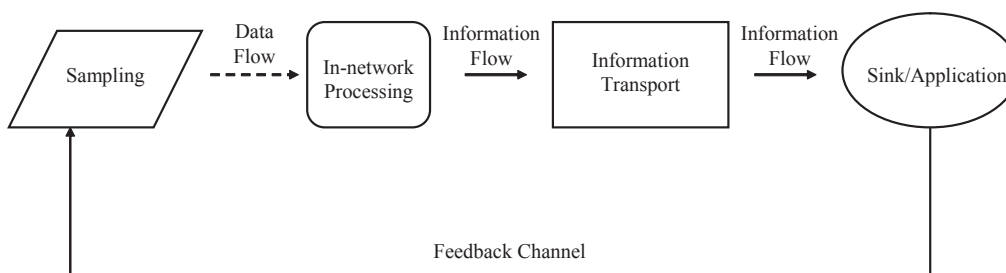 Sampling
Data
Flow
In-network
Processing
Information
Flow
Information
Transport
Information
Flow
Sink/Application
Feedback Channel